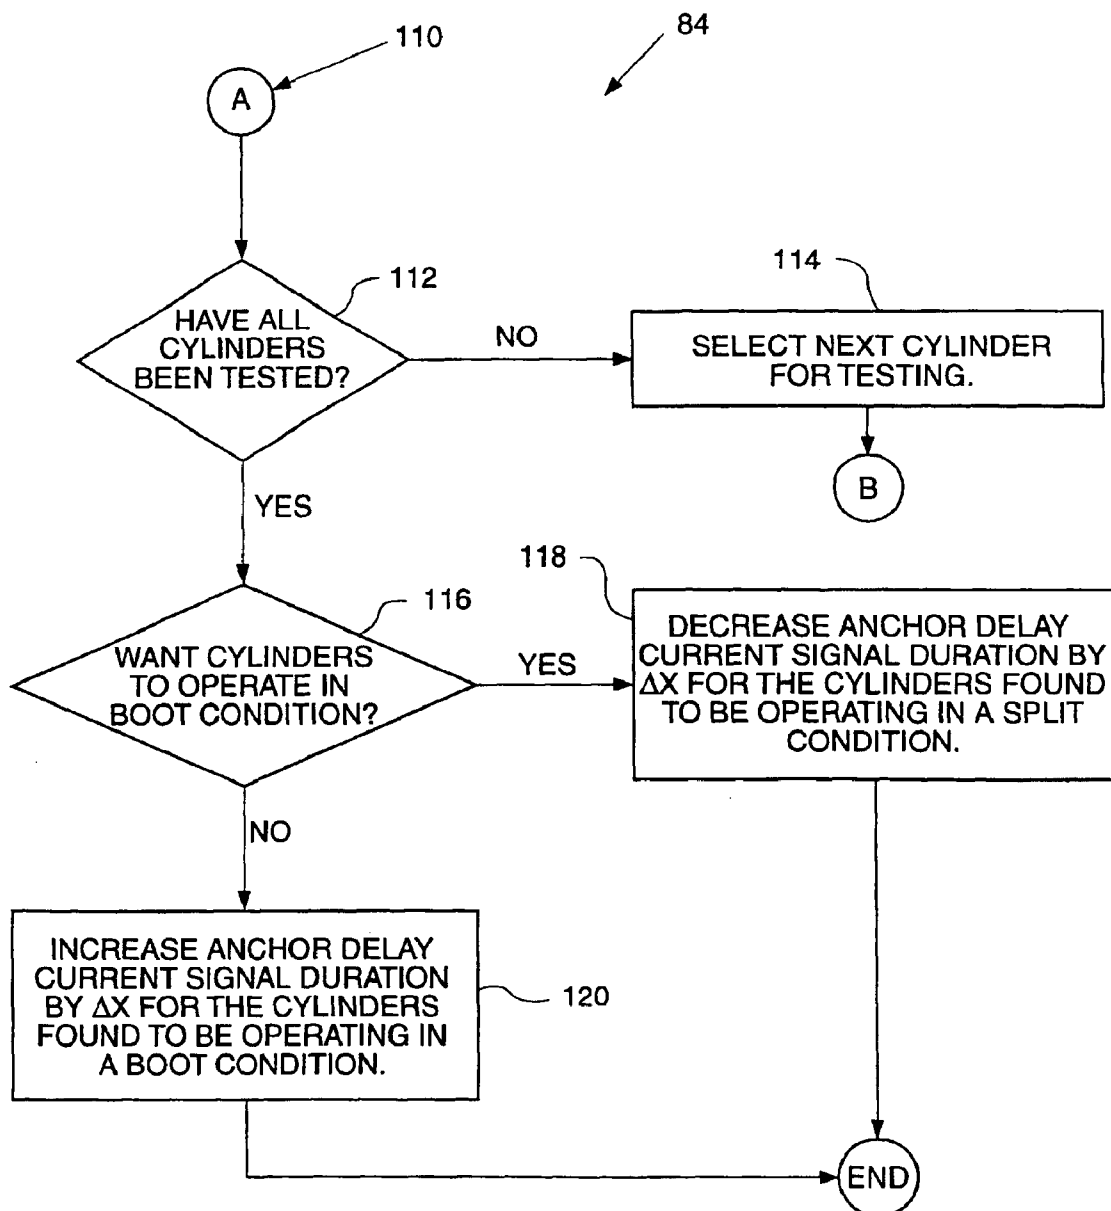 110
84
A
112
HAVE ALL
CYLINDERS
BEEN TESTED?
NO
114
SELECT NEXT CYLINDER
FOR TESTING.
B
YES
116
WANT CYLINDERS
TO OPERATE IN
BOOT CONDITION?
YES
118
DECREASE ANCHOR DELAY
CURRENT SIGNAL DURATION BY
ΔX FOR THE CYLINDERS FOUND
TO BE OPERATING IN A SPLIT
CONDITION.
NO
INCREASE ANCHOR DELAY
CURRENT SIGNAL DURATION
BY ΔX FOR THE CYLINDERS
FOUND TO BE OPERATING IN
A BOOT CONDITION.
120
END